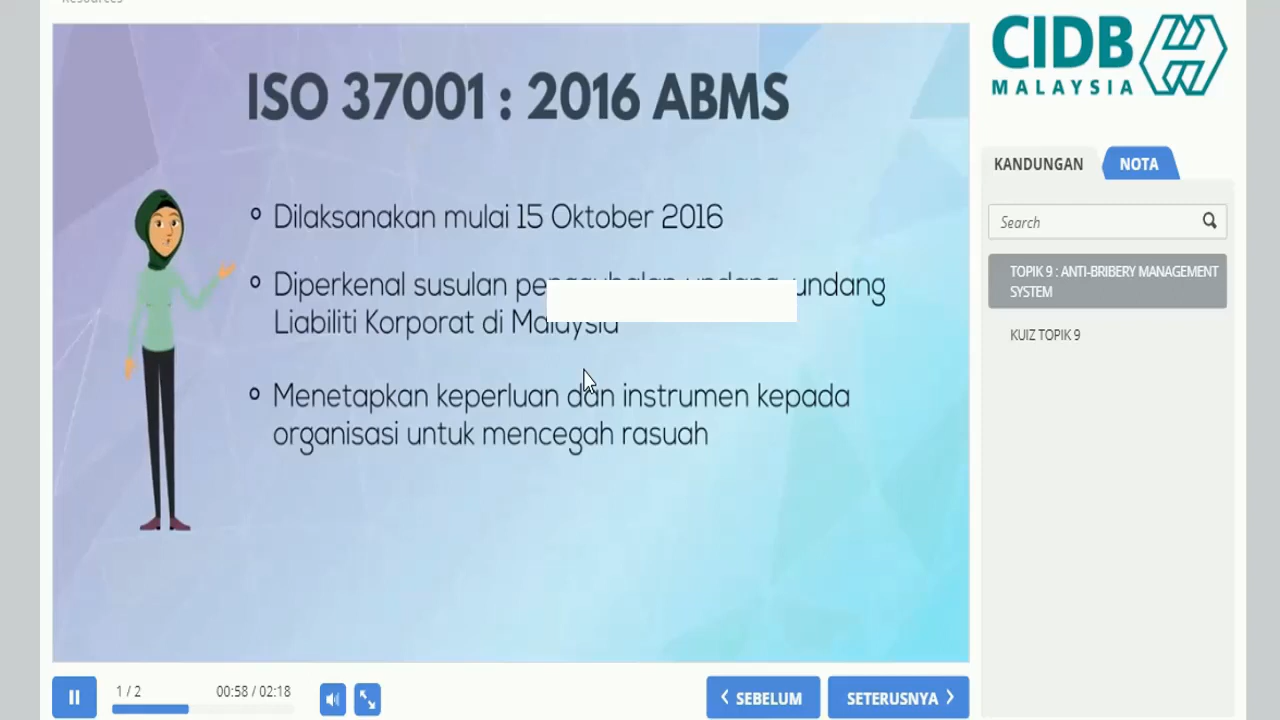 ISO 37001 : 2016 ABMS
Dilaksanakan mulai 15 Oktober 2016
Diperkenal susulan undang
Liabiliti Korporat di Malaysia
Menetapkan keperluan dan instrumen kepada
organisasi untuk mencegah rasuah
CIDB
MALAYSIA
KANDUNGAN NOTA
Search
TOPIK 9 : ANTI-BRIBERY MANAGEMENT
SYSTEM
KUIZ TOPIK 9
1 / 2 00:58 / 02:18 SEBELUM SETERUSNYA